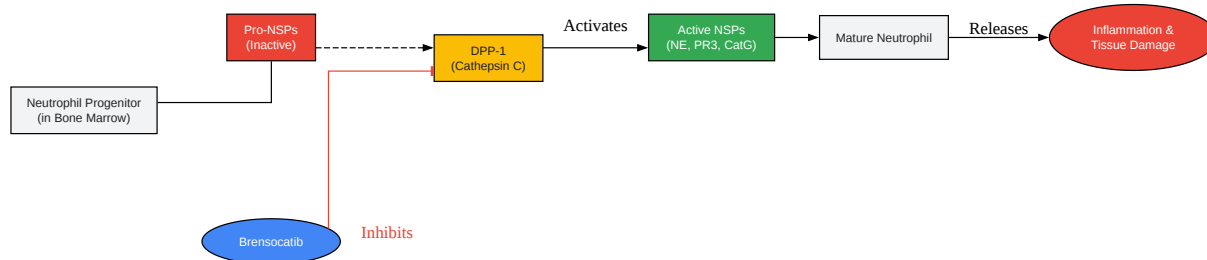 Neutrophil Progenitor
(in Bone Marrow)
Pro-NSPs
(Inactive)
DPP-1
(Cathepsin C)
Activates
Active NSPs
(NE, PR3, CatG)
Mature Neutrophil
Releases
Inflammation &
Tissue Damage
Brensocatib
Inhibits